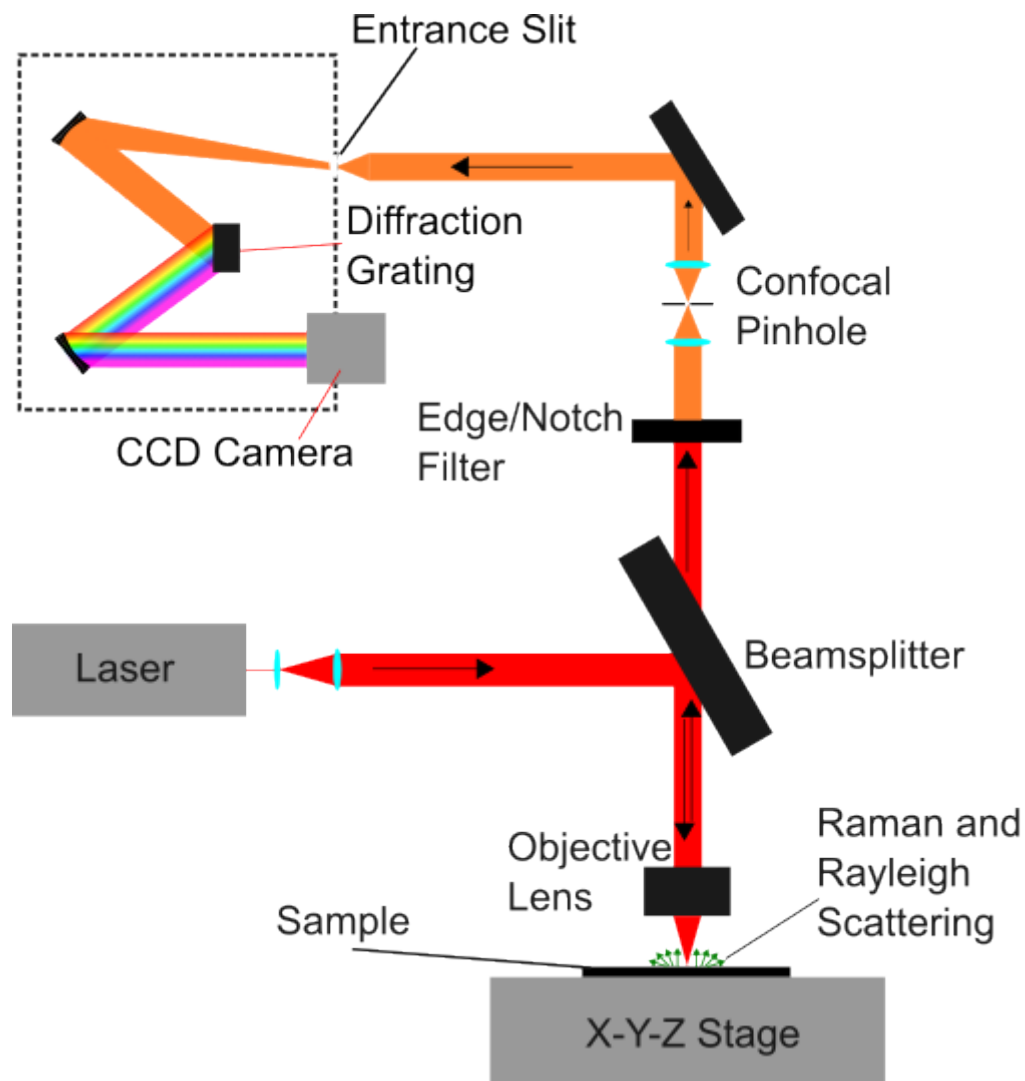 Entrance Slit
Diffraction
Grating
Confocal
Pinhole
CCD Camera
Edge/Notch
Filter
Laser
Beamsplitter
Objective
Lens
Raman and
Rayleigh
Scattering
Sample
X-Y-Z Stage